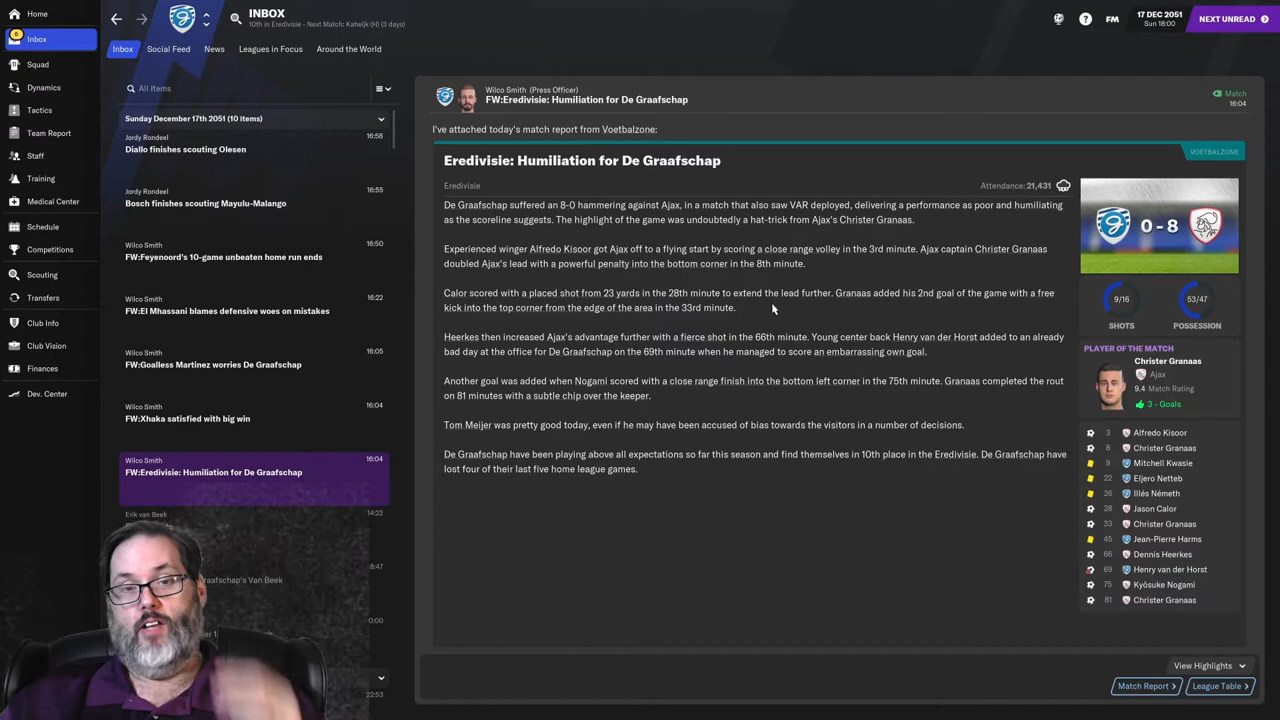 Home
6
Inbox
Squad
Dynamics
Tactics
Team Report
Staff
Training
Medical Center
Schedule
Competitions
Scouting
Transfers
Club Info
Club Vision
Finances
Dev. Center
INBOX
10th in Eredivisie - Next Match: Katwijk (H) (3 days)
? FM 17 DEC 2051
Sun 18:00
NEXT UNREAD
Inbox Social Feed News Leagues in Focus Around the World
All Items
Sunday December 17th 2051 (10 items)
Jordy Rondeel 16:58
Diallo finishes scouting Olesen
Jordy Rondeel 16:55
Bosch finishes scouting Mayulu-Malango
Wilco Smith 16:50
FW:Feyenoord's 10-game unbeaten home run ends
Wilco Smith 16:22
FW:El Mhassani blames defensive woes on mistakes
Wilco Smith 16:05
FW:Goalless Martinez worries De Graafschap
Wilco Smith 16:04
FW:Xhaka satisfied with big win
Wilco Smith 16:04
FW:Eredivisie: Humiliation for De Graafschap
Erik van Beek 14:22
aafschap's Van Beek
22:53
Wilco Smith (Press Officer)
FW:Eredivisie: Humiliation for De Graafschap
Match
16:04
I've attached today's match report from Voetbalzone:
VOETBALZONE
Eredivisie: Humiliation for De Graafschap
Eredivisie Attendance: 21,431
De Graafschap suffered an 8-0 hammering against Ajax, in a match that also saw VAR deployed, delivering a performance as poor and humiliating
as the scoreline suggests. The highlight of the game was undoubtedly a hat-trick from Ajax's Christer Granaas.
Experienced winger Alfredo Kisoor got Ajax off to a flying start by scoring a close range volley in the 3rd minute. Ajax captain Christer Granaas
doubled Ajax's lead with a powerful penalty into the bottom corner in the 8th minute.
Calor scored with a placed shot from 23 yards in the 28th minute to extend the lead further. Granaas added his 2nd goal of the game with a free
kick into the top corner from the edge of the area in the 33rd minute.
Heerkes then increased Ajax's advantage further with a fierce shot in the 66th minute. Young center back Henry van der Horst added to an already
bad day at the office for De Graafschap on the 69th minute when he managed to score an embarrassing own goal.
Another goal was added when Nogami scored with a close range finish into the bottom left corner in the 75th minute. Granaas completed the rout
on 81 minutes with a subtle chip over the keeper.
Tom Meijer was pretty good today, even if he may have been accused of bias towards the visitors in a number of decisions.
De Graafschap have been playing above all expectations so far this season and find themselves in 10th place in the Eredivisie. De Graafschap have
lost four of their last five home league games.
0-8
9/16 53/47
SHOTS POSSESSION
PLAYER OF THE MATCH
Christer Granaas
Ajax
9.4 Match Rating
3 - Goals
3 Alfredo Kisoor
8 Christer Granaas
9 Mitchell Kwasie
22 Eljero Netteb
26 Illés Németh
28 Jason Calor
33 Christer Granaas
45 Jean-Pierre Harms
66 Dennis Heerkes
69 Henry van der Horst
75 Kyôsuke Nogami
81 Christer Granaas
View Highlights
Match Report League Table